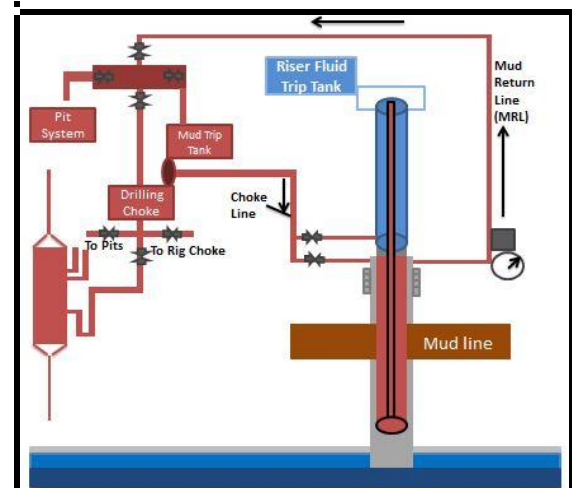 Riser Fluid
Trip Tank
Mud
Return
Line
(MRL)
Pit
System
Mud Trip
Tank
Drilling
Choke
Choke
Line
To Pits
To Rig Choke
Mud line